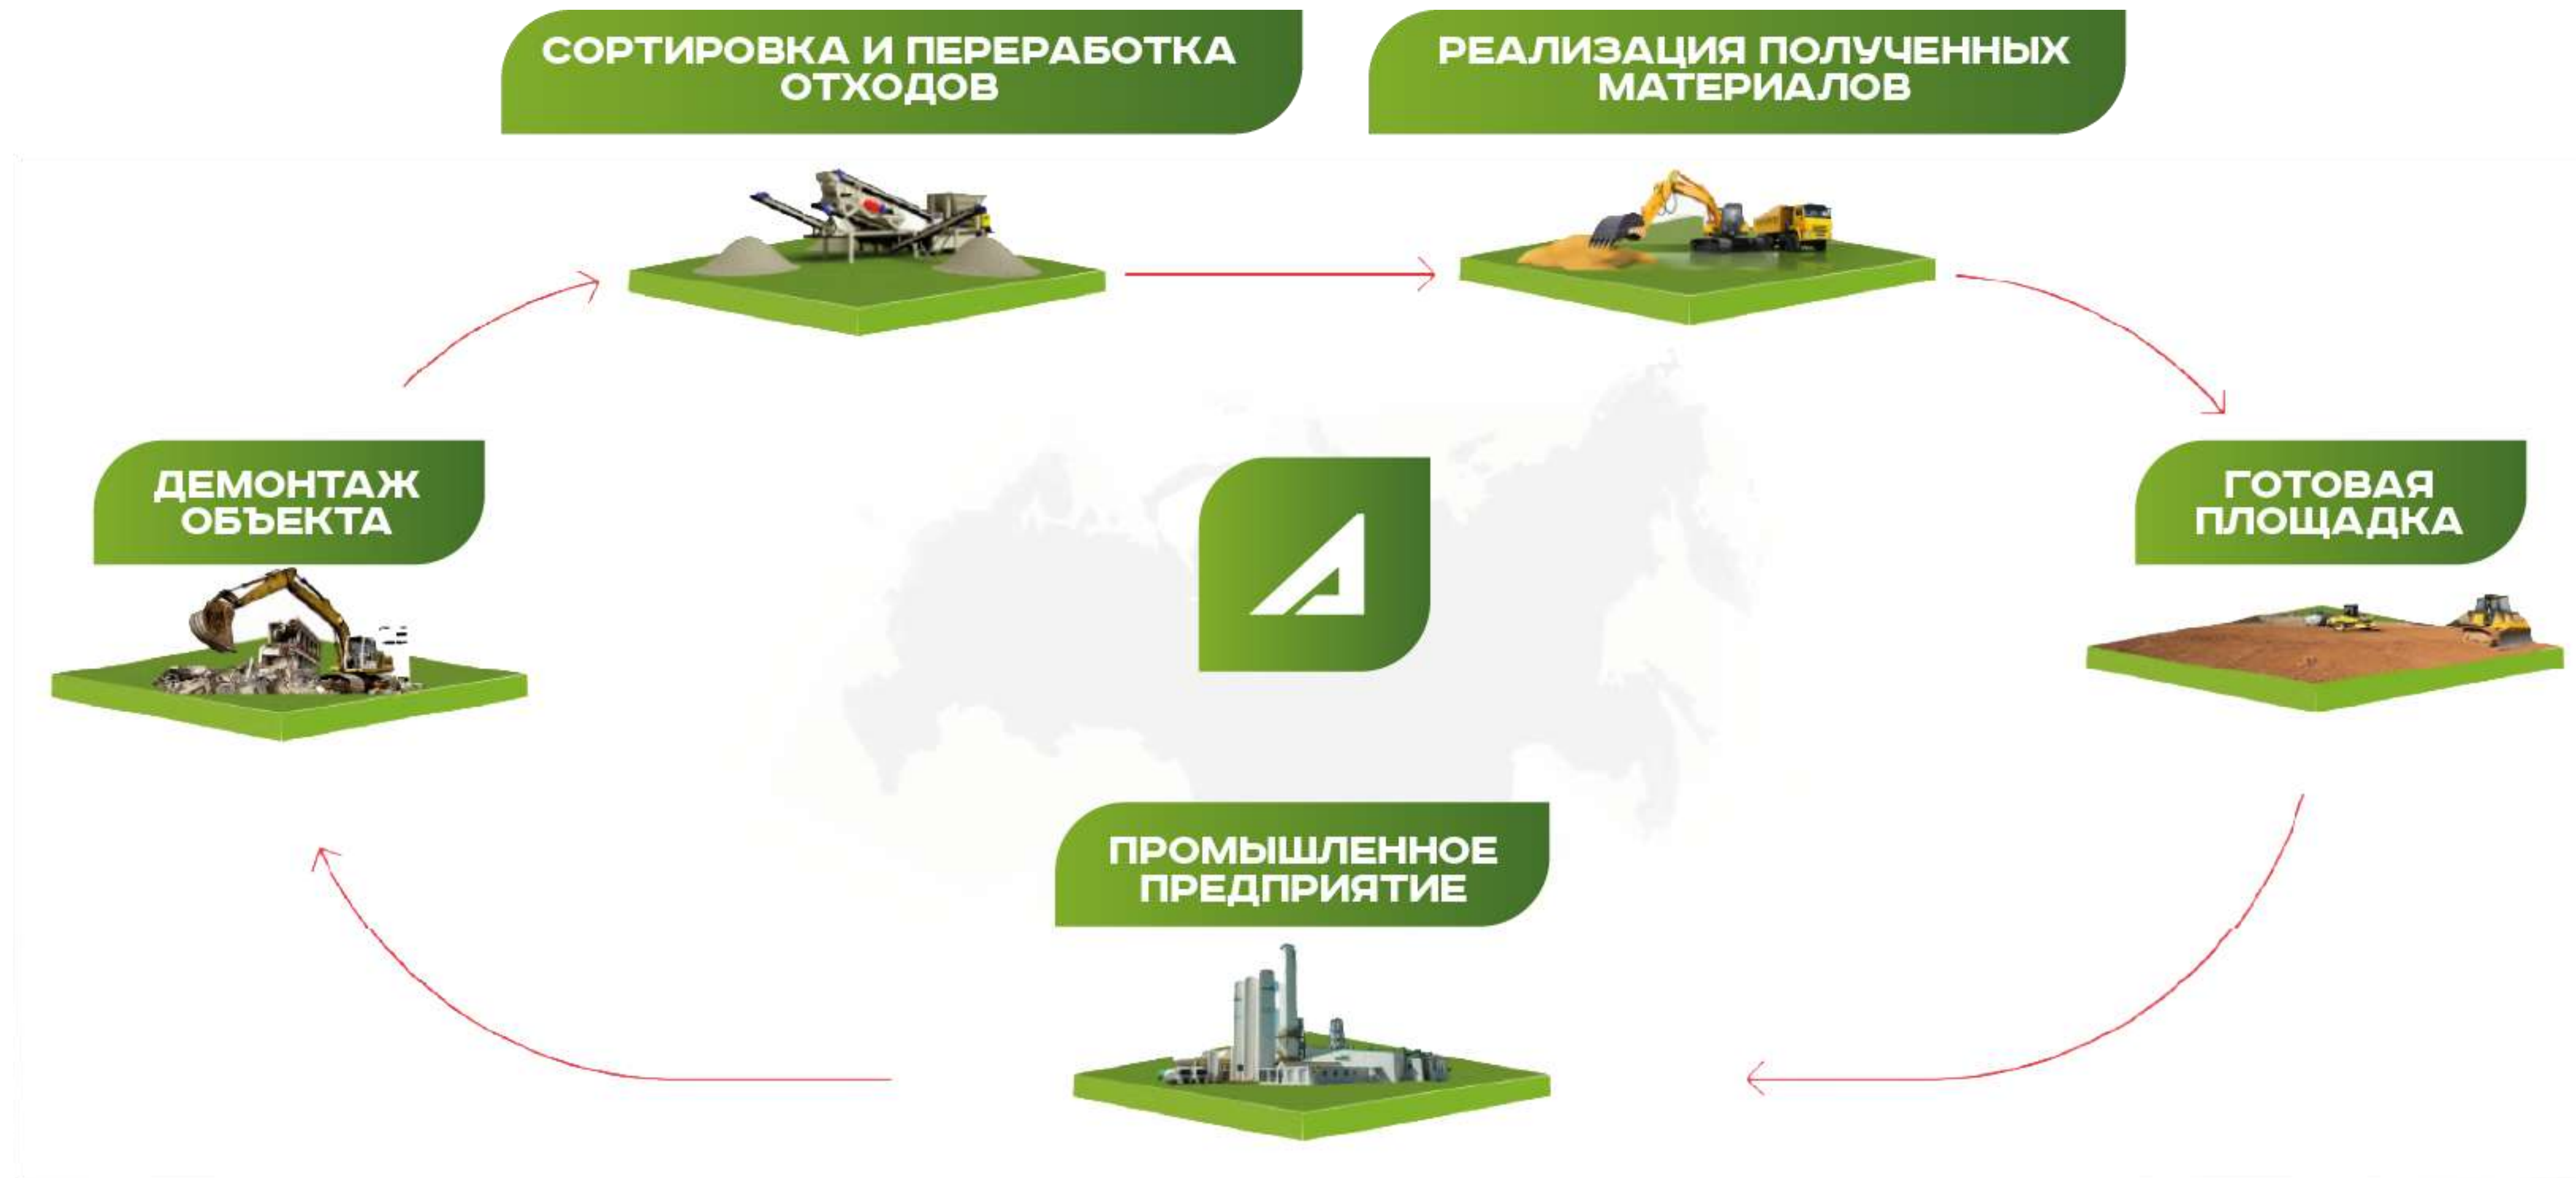 СОРТИРОВКА И ПЕРЕРАБОТКА
ОТХОДОВ
РЕАЛИЗАЦИЯ ПОЛУЧЕННЫХ
МАТЕРИАЛОВ
ДЕМОНТАЖ
ОБЪЕКТА
ГОТОВАЯ
ПЛОЩАДКА
ПРОМЫШЛЕННОЕ
ПРЕДПРИЯТИЕ